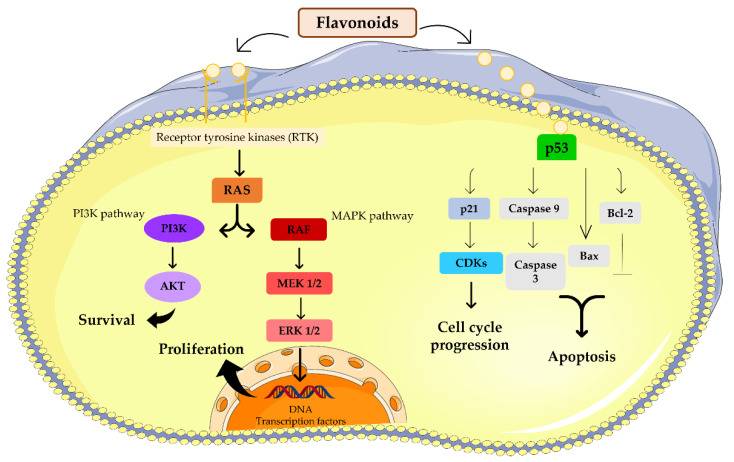 Flavonoids
Receptor tyrosine kinases (RTK)
RAS
PI3K pathway
PI3K
RAF
MAPK pathway
AKT
MEK 1/2
Survival
ERK 1/2
Proliferation
DNA
Transcription factors
p53
p21
Caspase 9
Bcl-2
CDKs
Caspase
3
Bax
Cell cycle
progression
Apoptosis